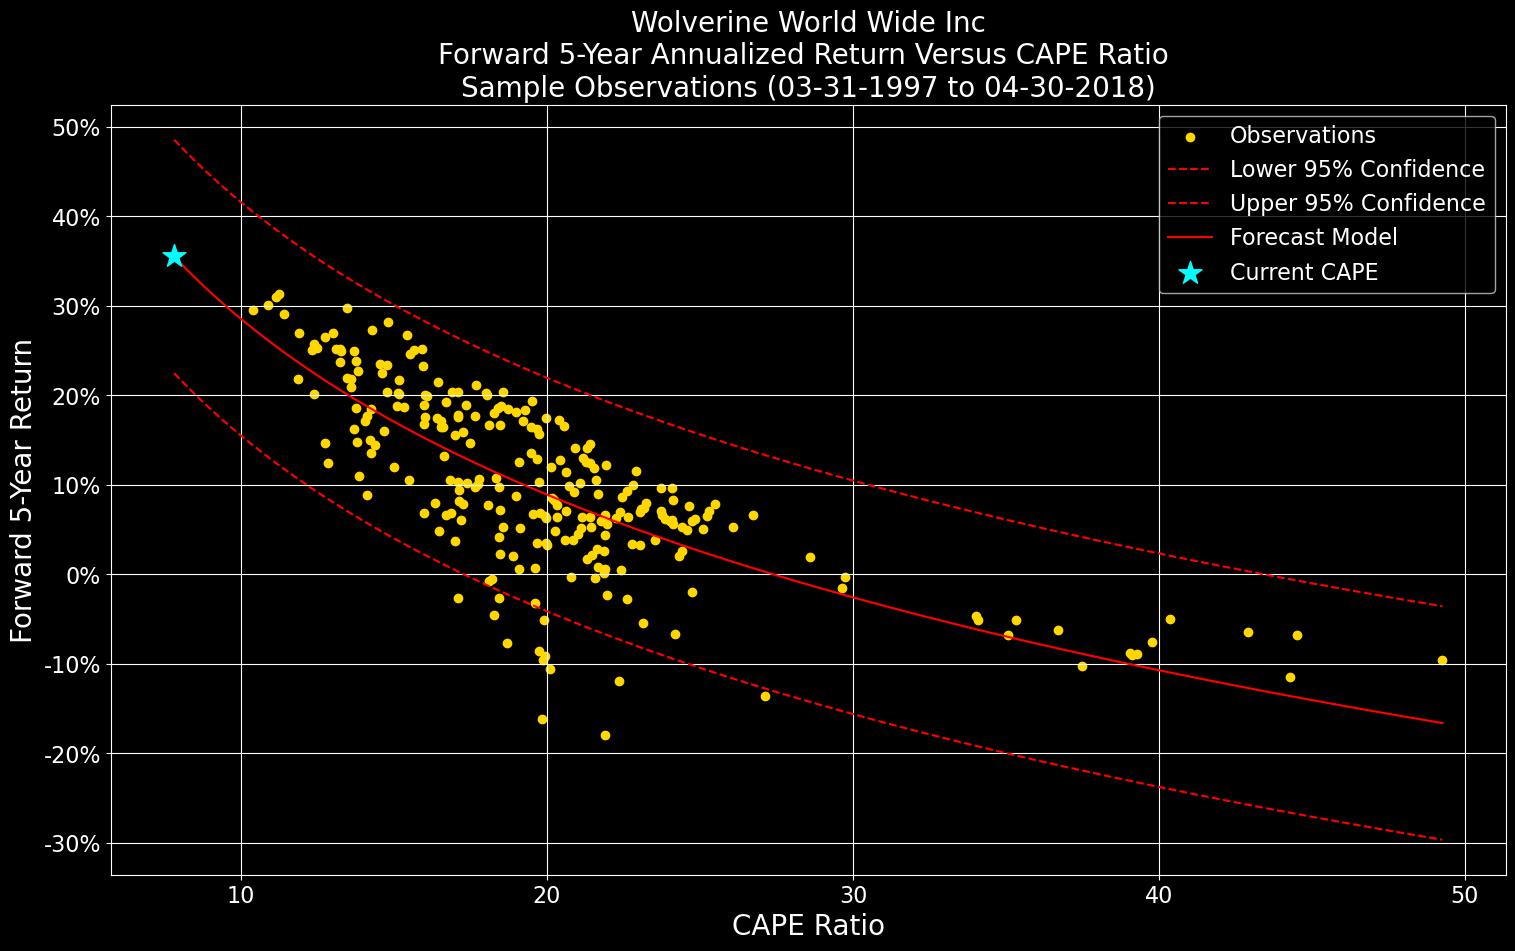 Wolverine World Wide Inc
Forward 5-Year Annualized Return Versus CAPE Ratio
Sample Observations (03-31-1997 to 04-30-2018)
Observations
Lower 95% Confidence
Upper 95% Confidence
Forecast Model
Current CAPE
Forward 5-Year Return
50%
40%
30%
20%
10%
0%
-10%
-20%
-30%
10 20 30 40 50
CAPE Ratio